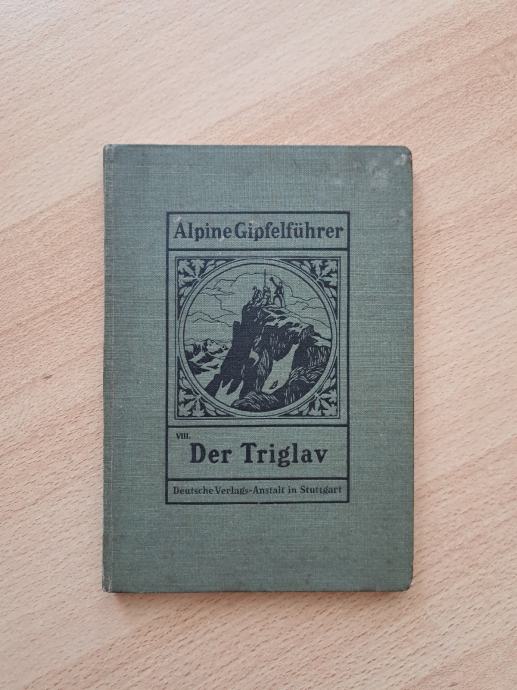 Alpine Gipfelführer
VIII.
Der Triglav
Deutsche Verlags-Anstalt in Stuttgart